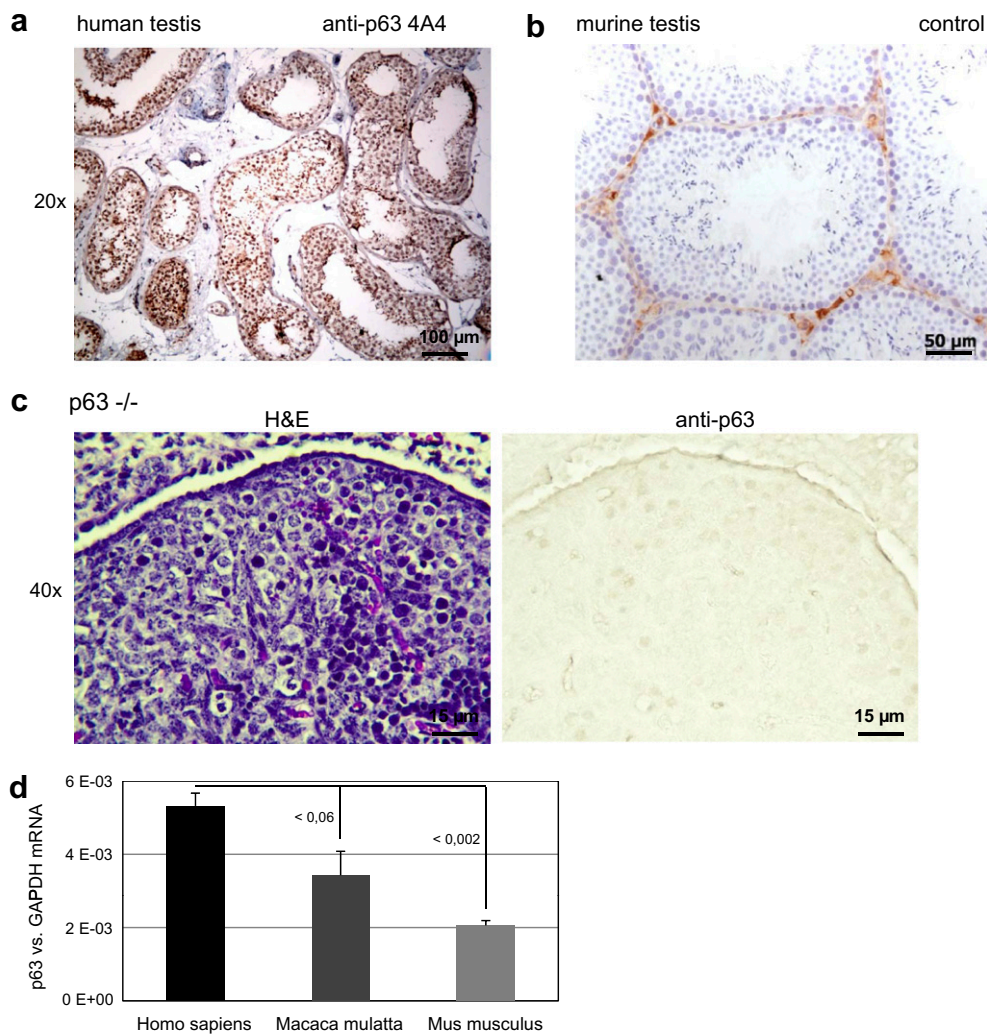 a human testis anti-p63 4A4
20x
100 µm
b murine testis control
50 µm
c p63 -/-
H&E anti-p63
40x
15 µm
15 µm
d
p63 vs. GAPDH mRNA
6 E-03
4 E-03
2 E-03
0 E+00
< 0,06
< 0,002
Homo sapiens Macaca mulatta Mus musculus